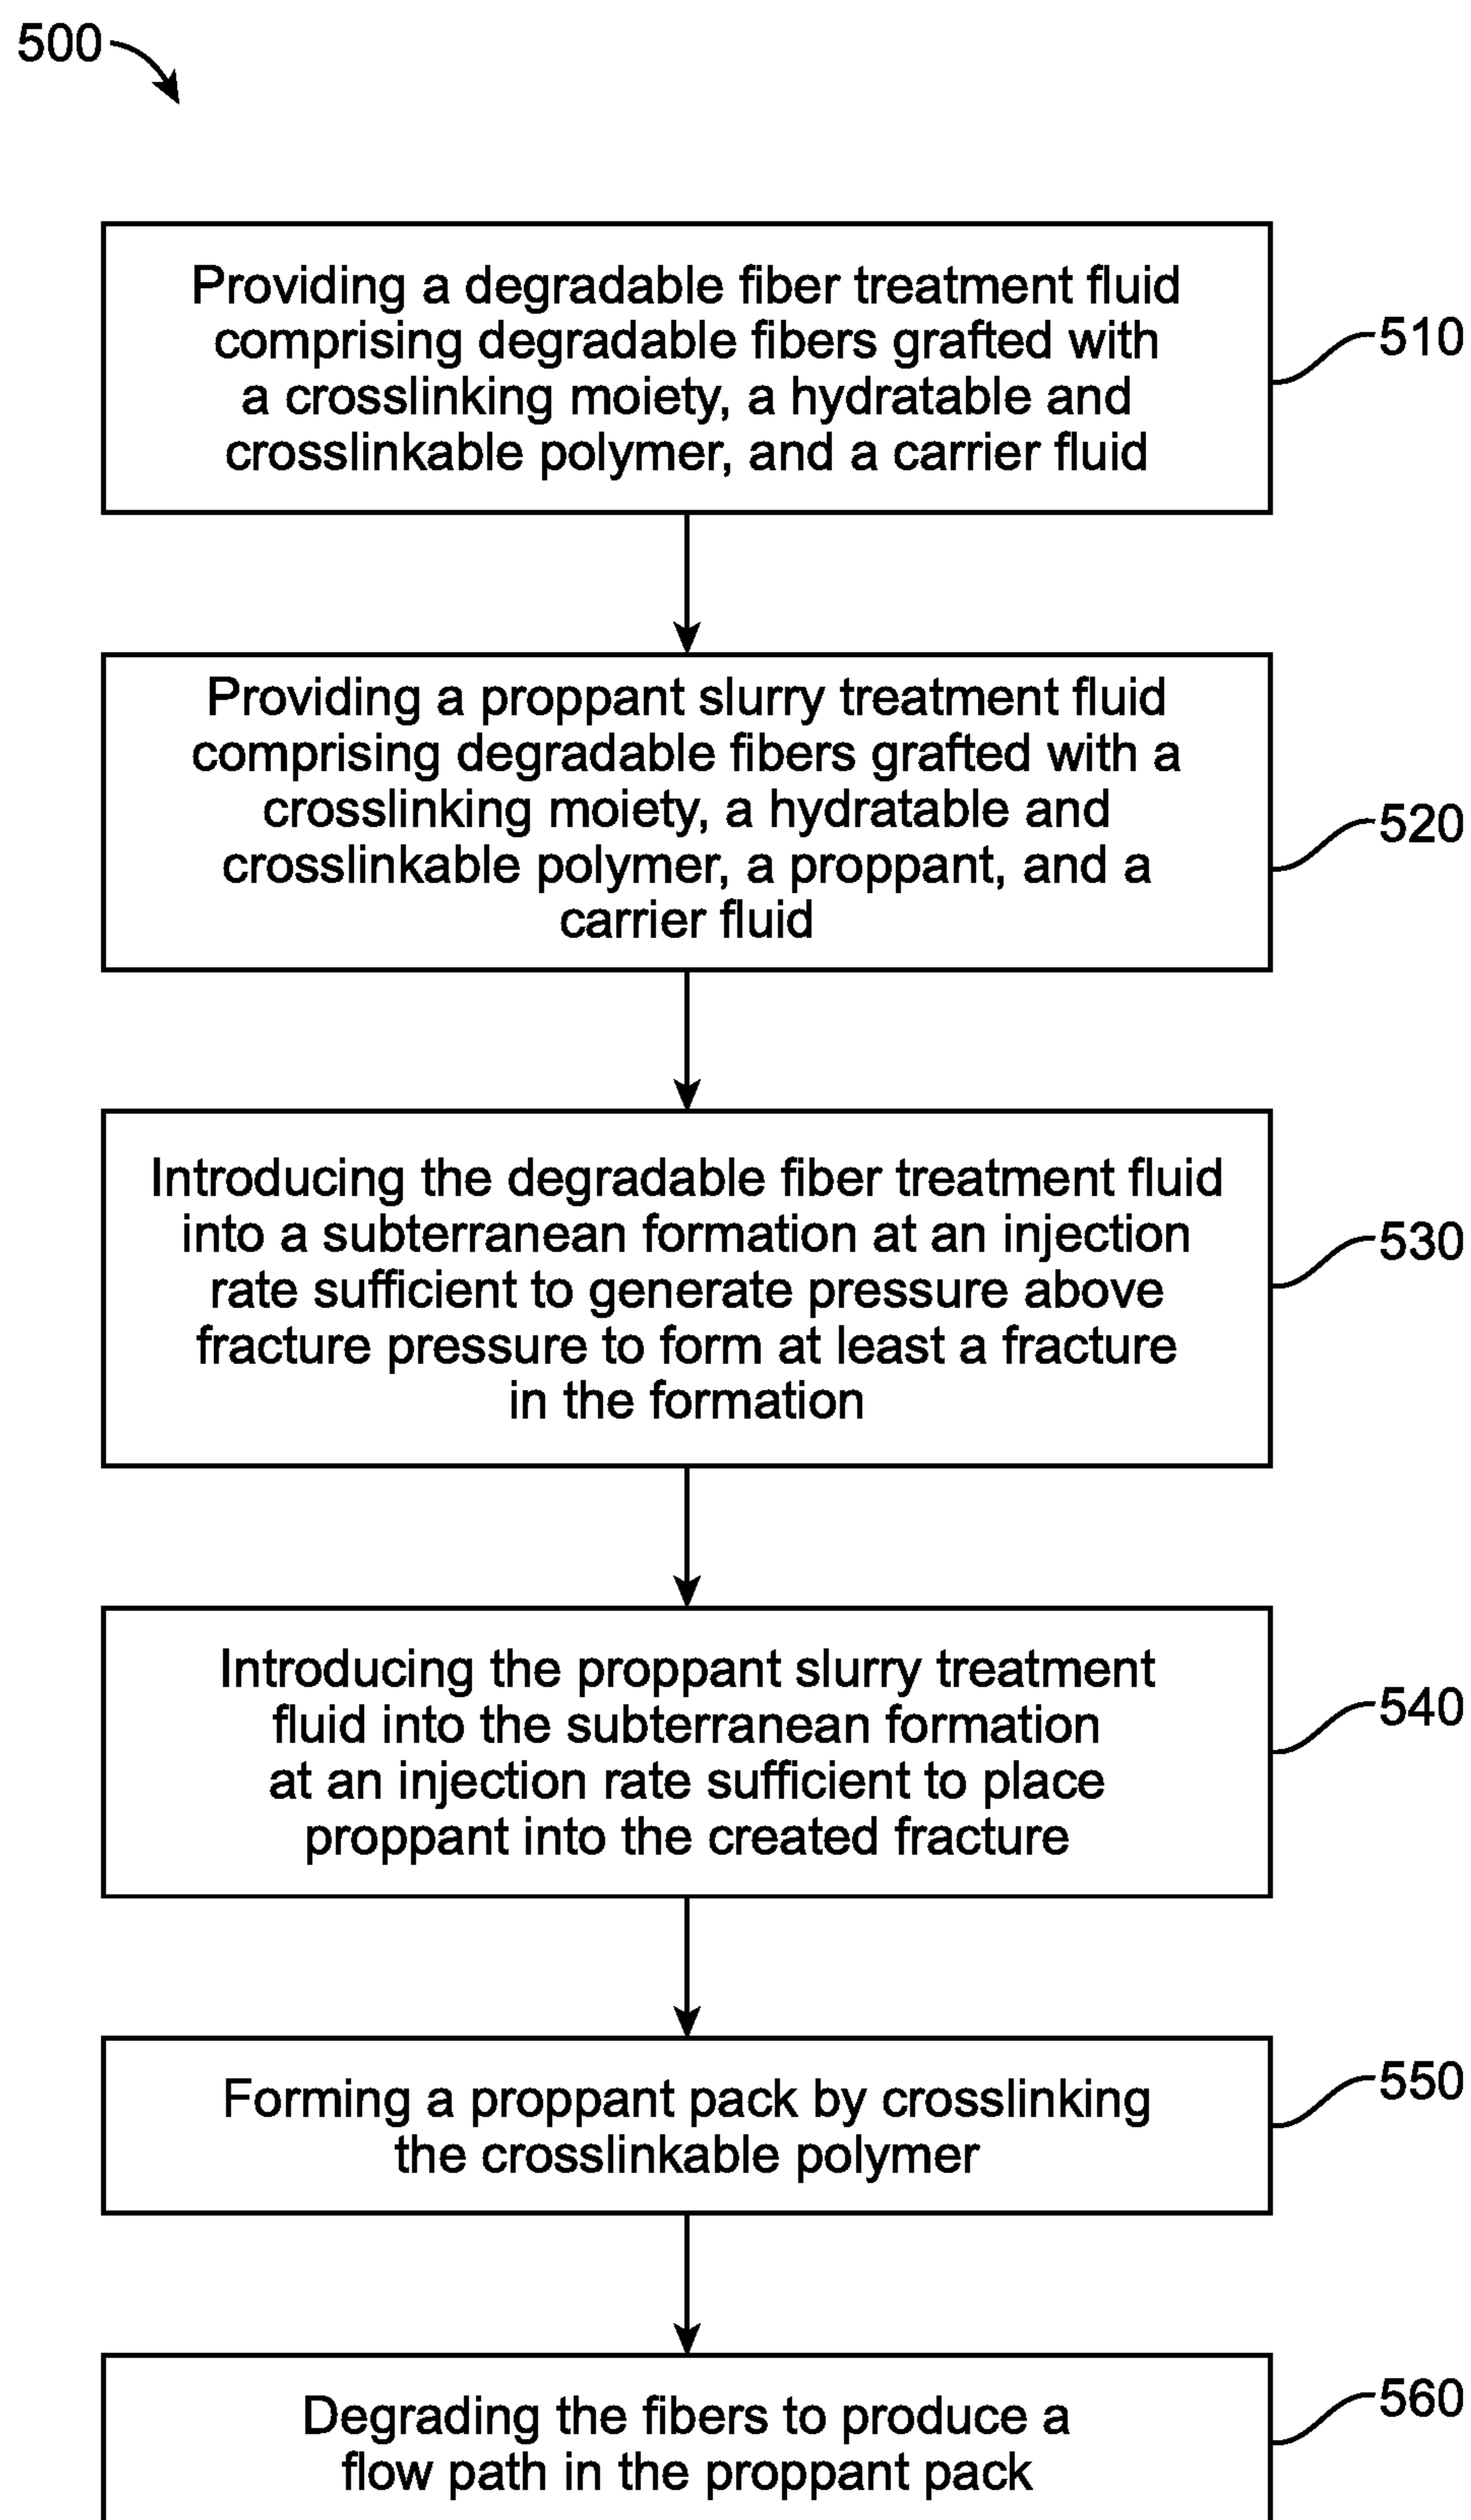 500
Providing a degradable fiber treatment fluid
comprising degradable fibers grafted with
a crosslinking moiety, a hydratable and
crosslinkable polymer, and a carrier fluid
510
Providing a proppant slurry treatment fluid
comprising degradable fibers grafted with a
crosslinking moiety, a hydratable and
crosslinkable polymer, a proppant, and a
carrier fluid
520
Introducing the degradable fiber treatment fluid
into a subterranean formation at an injection
rate sufficient to generate pressure above
fracture pressure to form at least a fracture
in the formation
530
Introducing the proppant slurry treatment
fluid into the subterranean formation
at an injection rate sufficient to place
proppant into the created fracture
540
Forming a proppant pack by crosslinking
the crosslinkable polymer
550
Degrading the fibers to produce a
flow path in the proppant pack
560